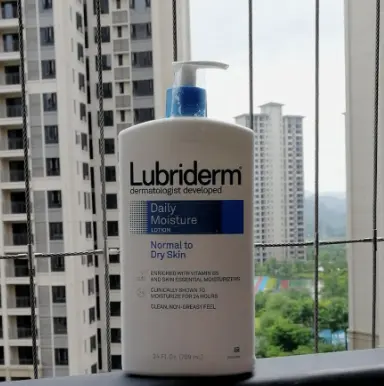 Lubriderm
dermatologist developed
Daily
Moisture
LOTION
Normal to
Dry Skin
ENRICHED WITH VITAMIN B5
AND SKIN ESSENTIAL MOISTURIZERS
CLINICALLY SHOWN TO
MOISTURIZE FOR 24 HOURS
CLEAN, NON-GREASY FEEL